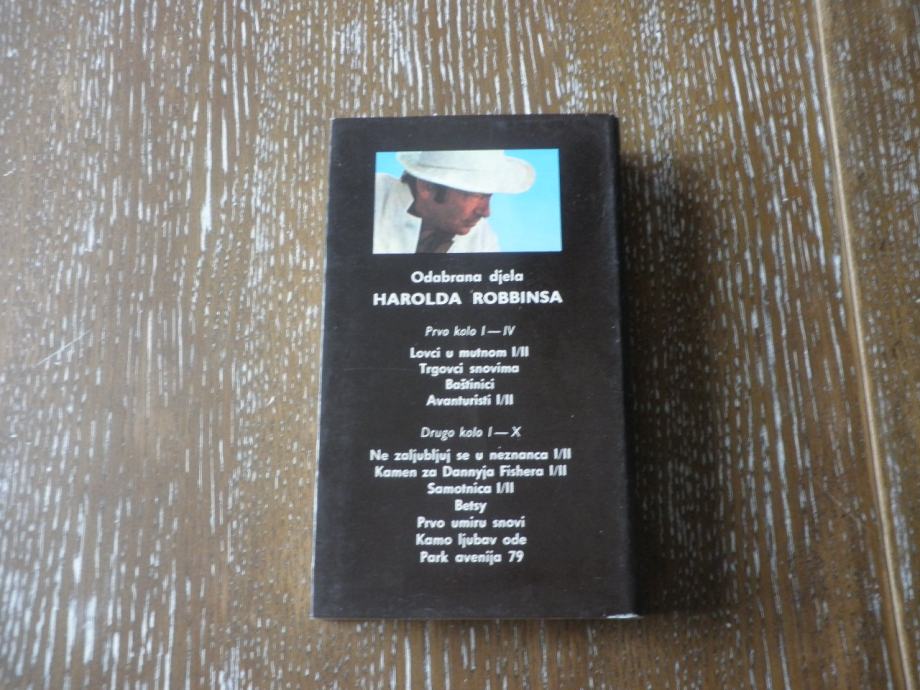 Odabrana djela
HAROLDA ROBBINSA
Prvo kolo I—IV
Lovci u mutnom I/II
Trgovci snovima
Baštinici
Avanturisti I/II
Drugo kolo I—X
Ne zaljubljuj se u neznanca I/II
Kamen za Dannyja Fishera I/II
Samotnica I/II
Betsy
Prvo umiru snovi
Kamo ljubav ode
Park avenija 79